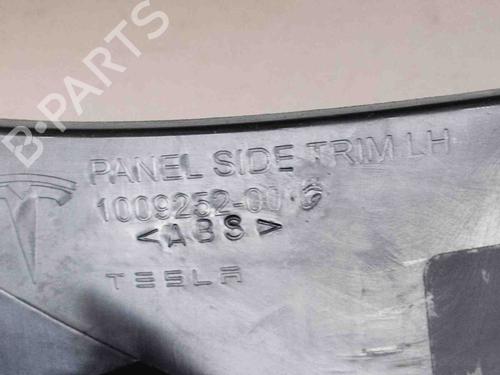 B-PARTS
PANEL SIDE TRIM LH
1009252-00
<ABS>
TESLA